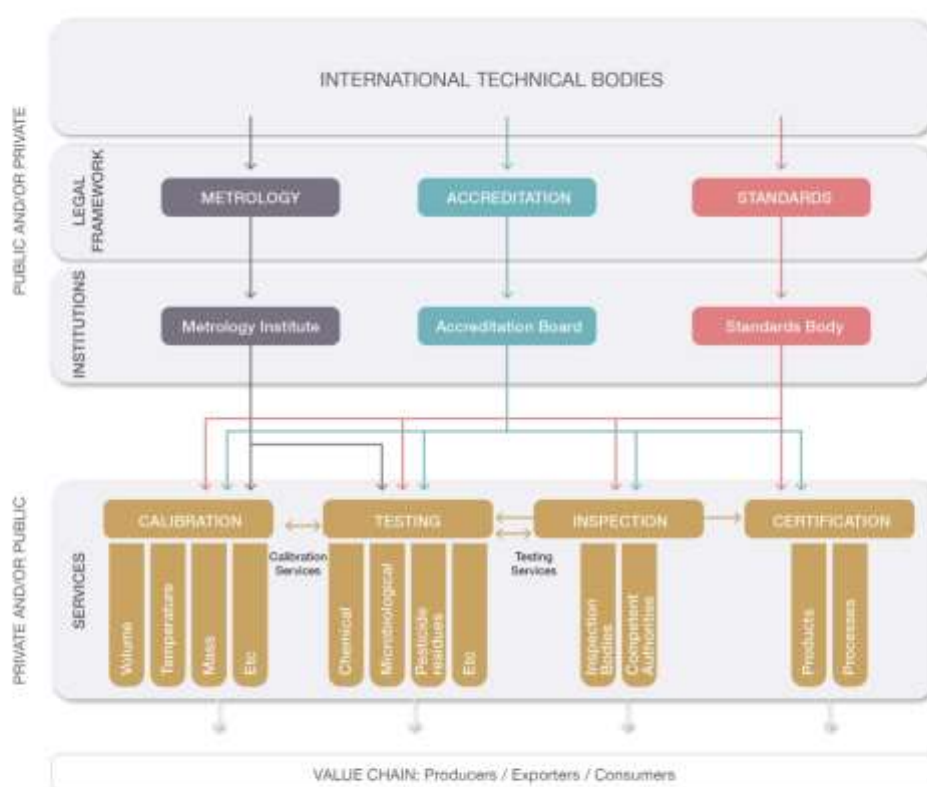 INTERNATIONAL TECHNICAL BODIES
PUBLIC AND/OR PRIVATE
LEGAL
FRAMEWORK
METROLOGY
ACCREDITATION
STANDARDS
INSTITUTIONS
Metrology Institute
Accreditation Board
Standards Body
PRIVATE AND/OR PUBLIC
SERVICES
CALIBRATION
TESTING
INSPECTION
CERTIFICATION
Calibration
Services
Testing
Services
Volume
Temperature
Mass
Etc
Chemical
Microbiological
Pesticide
residues
Etc
Inspection
Bodies
Competent
Authorities
Products
Processes
VALUE CHAIN: Producers / Exporters / Consumers